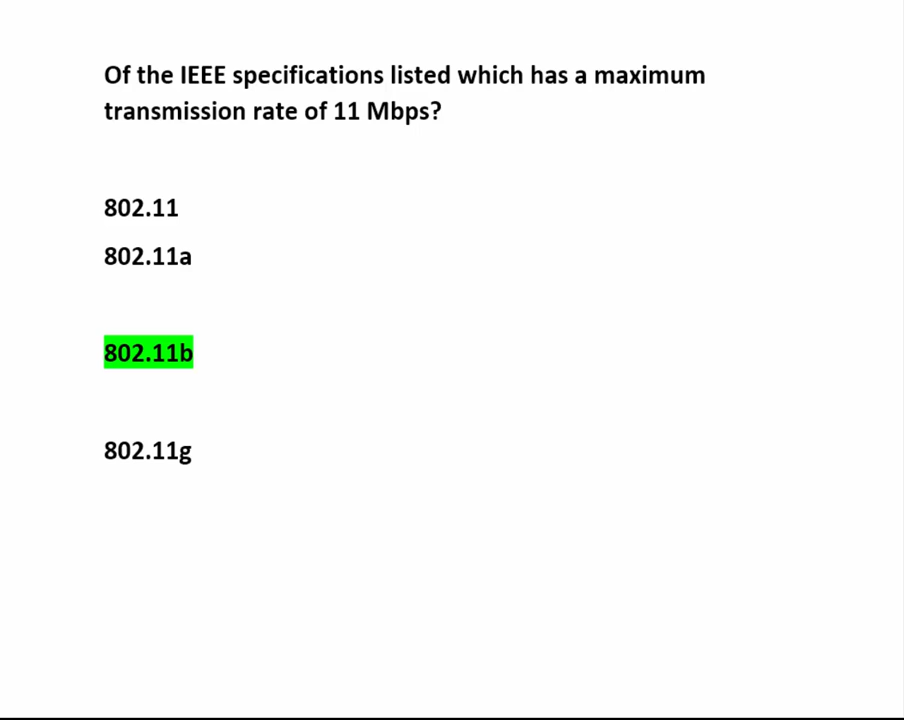 Of the IEEE specifications listed which has a maximum
transmission rate of 11 Mbps?
802.11
802.11a
802.11b
802.11g